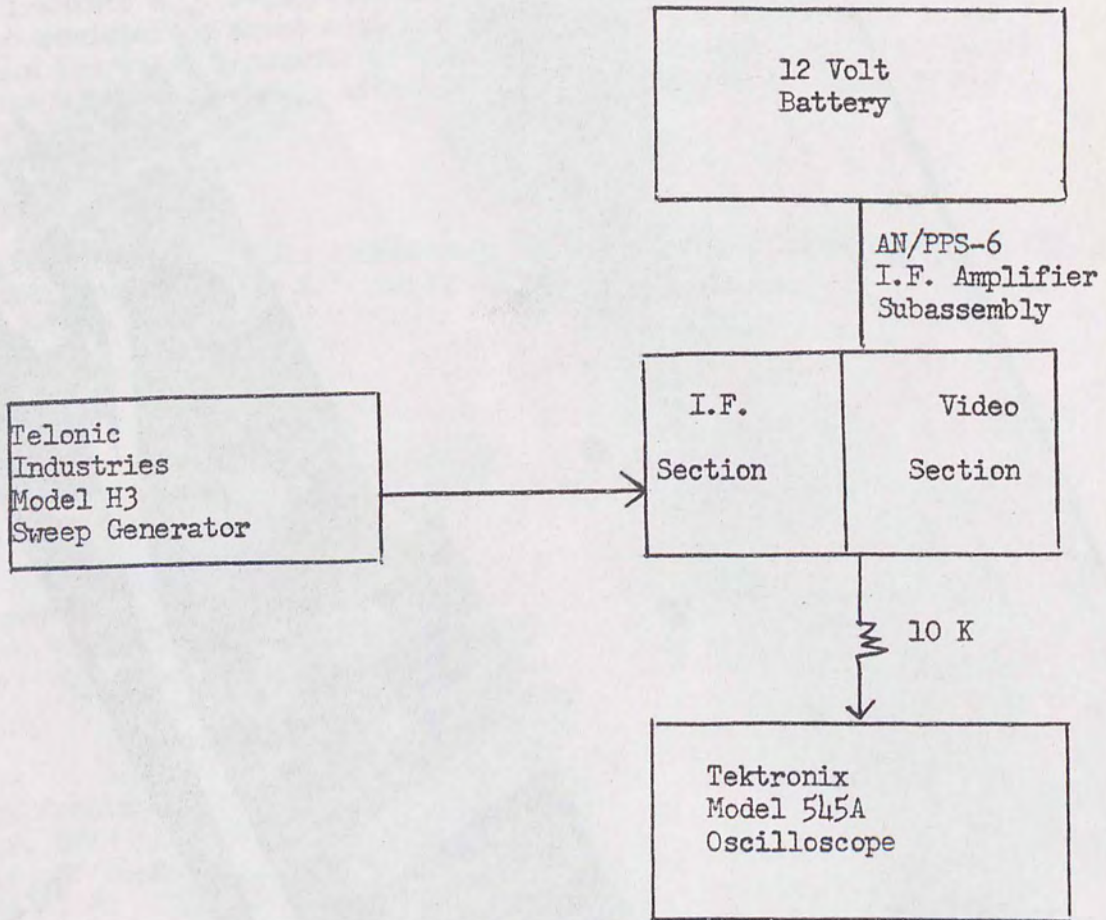 12 Volt
Battery
AN/PPS-6
I.F. Amplifier
Subassembly
Telonic
Industries
Model H3
Sweep Generator
I.F.
Section
Video
Section
10 K
Tektronix
Model 545A
Oscilloscope